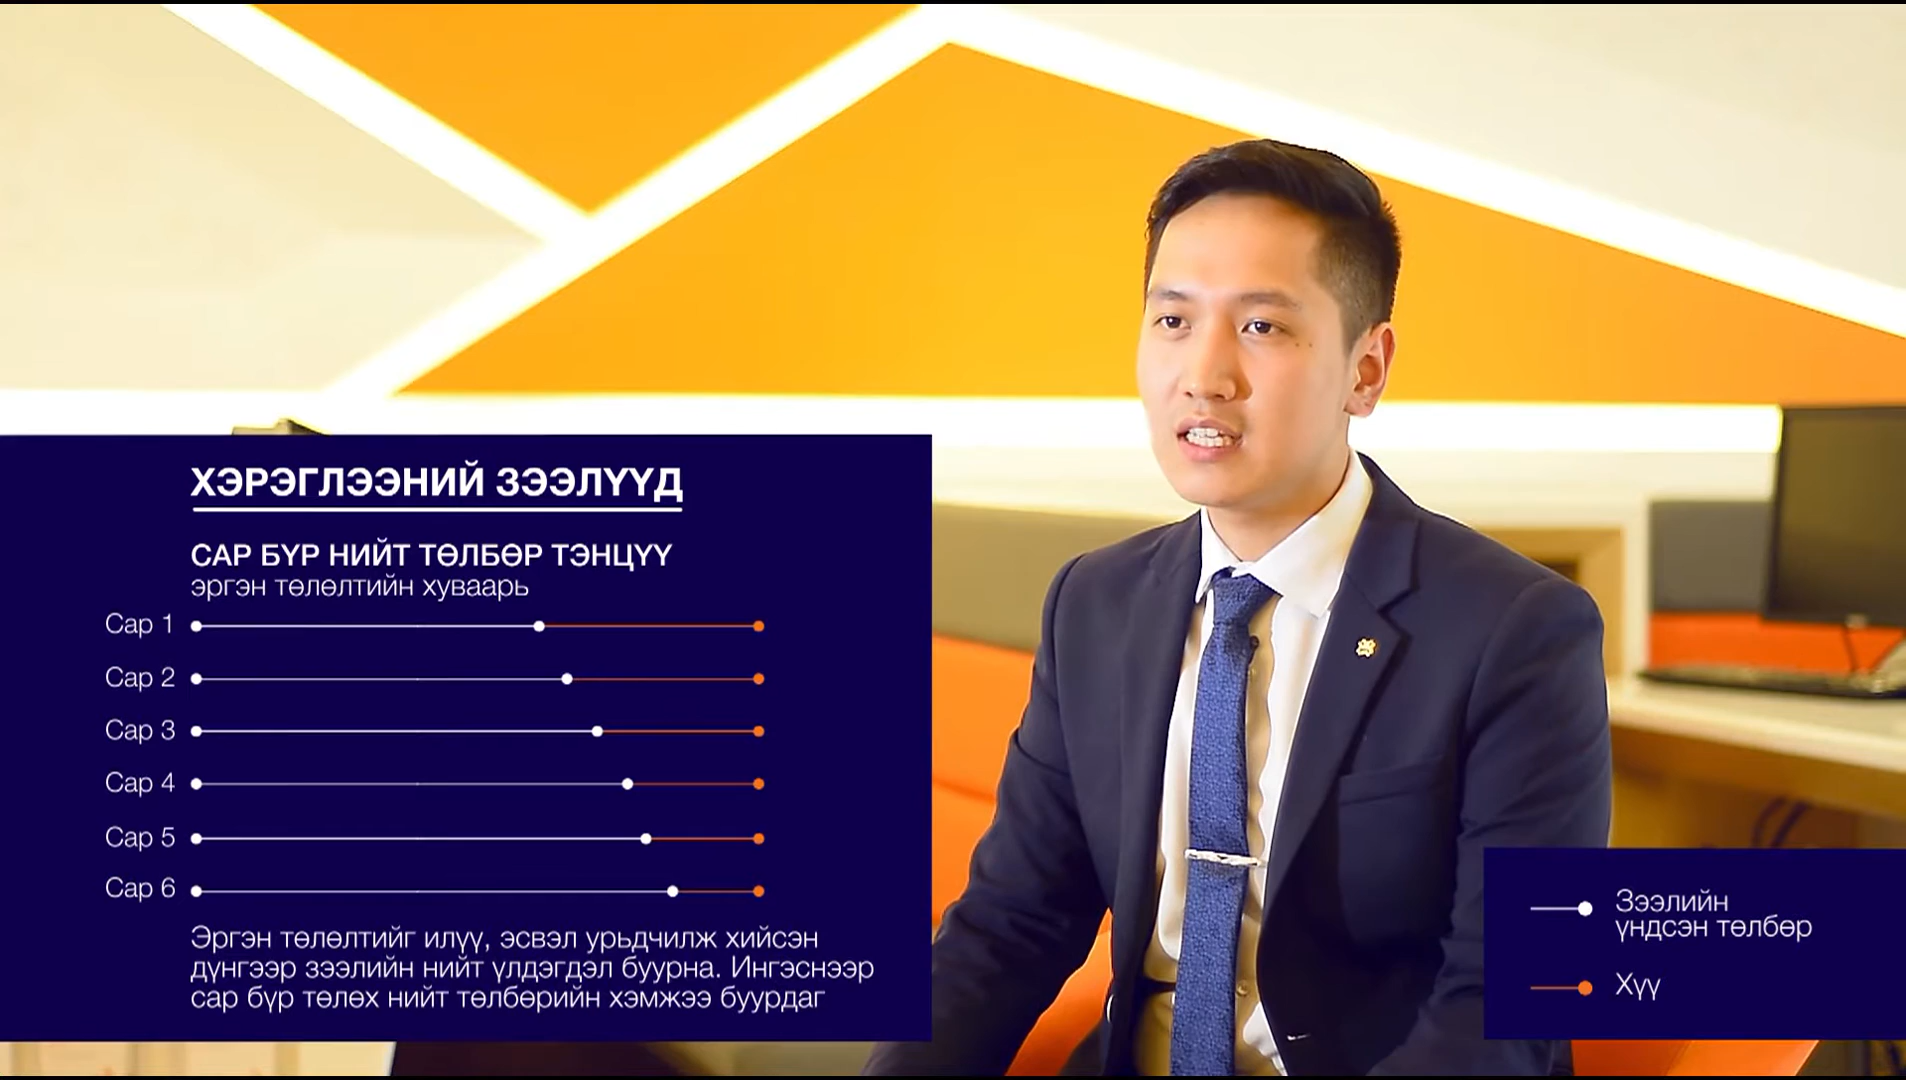 ХЭРЭГЛЭЭНИЙ ЗЭЭЛҮҮД
САР БҮР НИЙТ ТӨЛБӨР ТЭНЦҮҮ
эргэн төлөлтийн хуваарь
Сар 1
Сар 2
Сар 3
Сар 4
Сар 5
Сар 6
Эргэн төлөлтийг илүү, эсвэл урьдчилж хийсэн
дүнгээр зээлийн нийт үлдэгдэл буурна. Ингэснээр
сар бүр төлөх нийт төлбөрийн хэмжээ буурдаг
Зээлийн
үндсэн төлбөр
Хүү